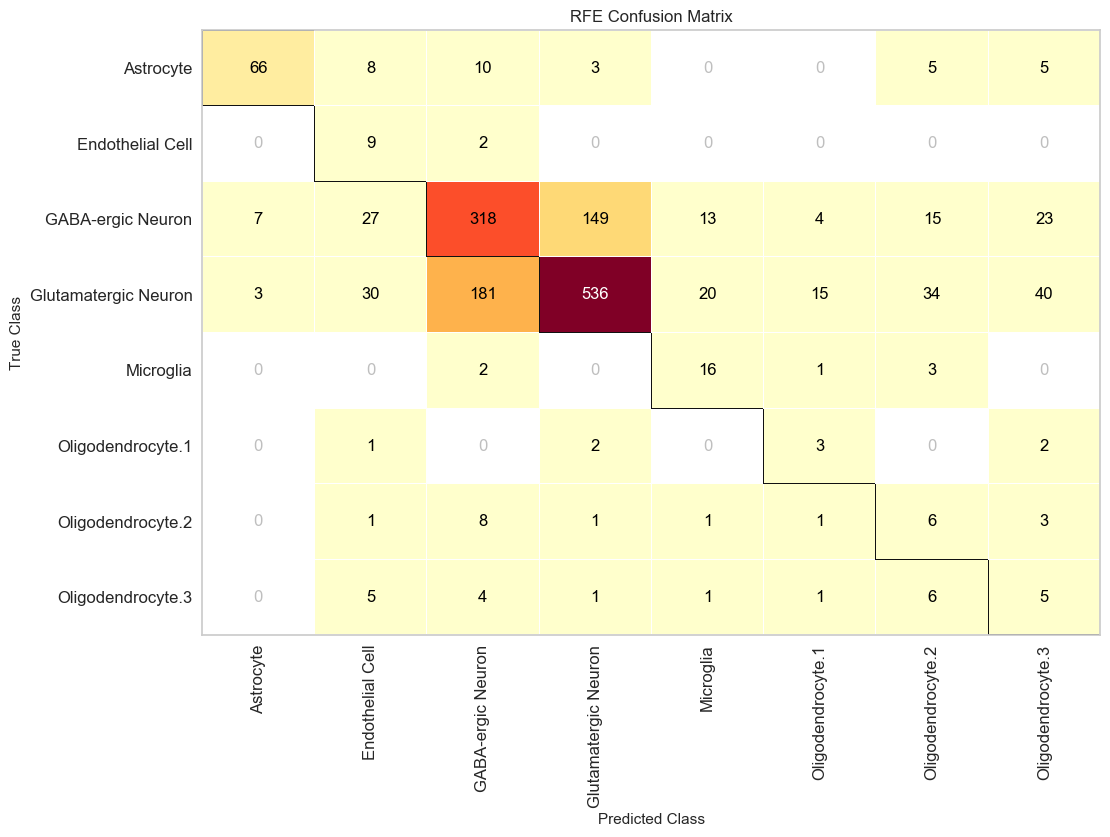 RFE Confusion Matrix
True Class
Astrocyte 66 8 10 3 0 0 5 5
Endothelial Cell 0 9 2 0 0 0 0 0
GABA-ergic Neuron 7 27 318 149 13 4 15 23
Glutamatergic Neuron 3 30 181 536 20 15 34 40
Microglia 0 0 2 0 16 1 3 0
Oligodendrocyte.1 0 1 0 2 0 3 0 2
Oligodendrocyte.2 0 1 8 1 1 1 6 3
Oligodendrocyte.3 0 5 4 1 1 1 6 5
Astrocyte
Endothelial Cell
GABA-ergic Neuron
Glutamatergic Neuron
Microglia
Oligodendrocyte.1
Oligodendrocyte.2
Oligodendrocyte.3
Predicted Class